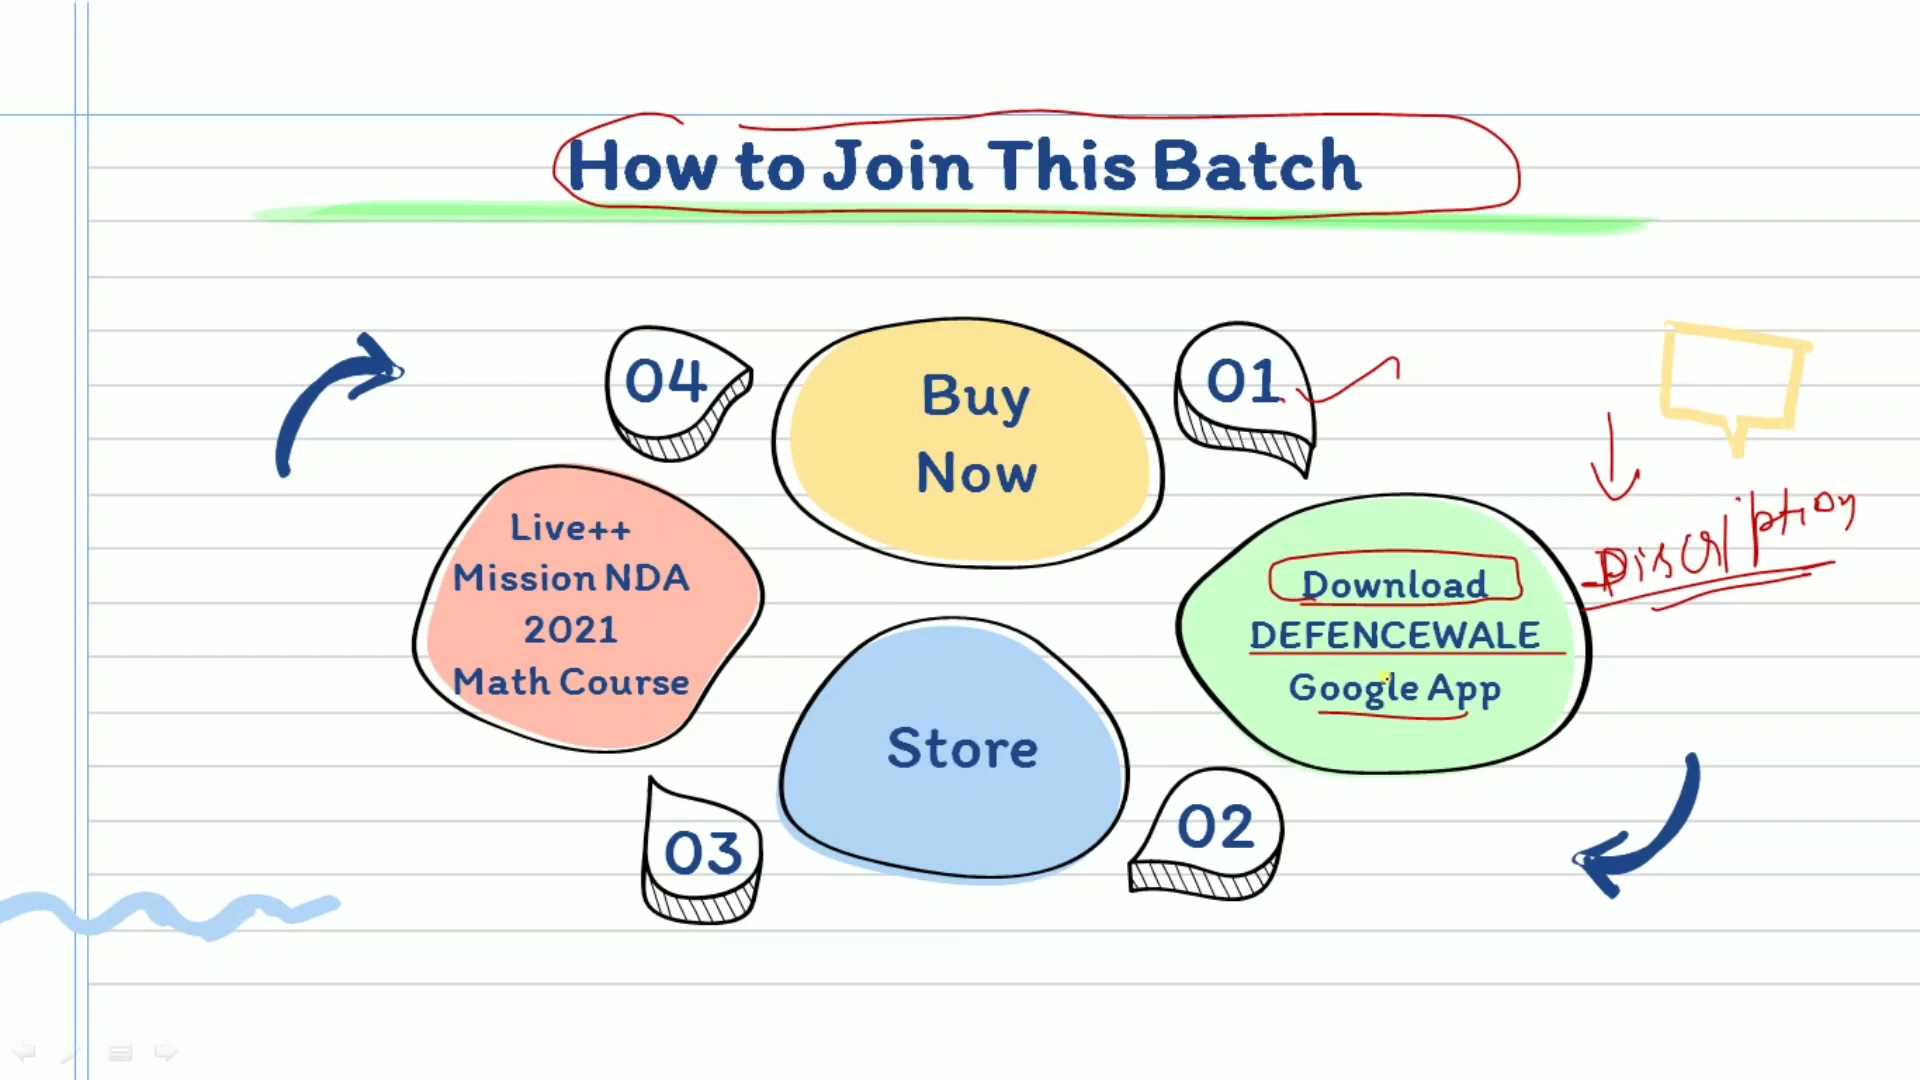 How to Join This Batch
01
Download
DEFENCEWALE
Google App
Discription
02
Store
03
Live++
Mission NDA
2021
Math Course
04
Buy
Now